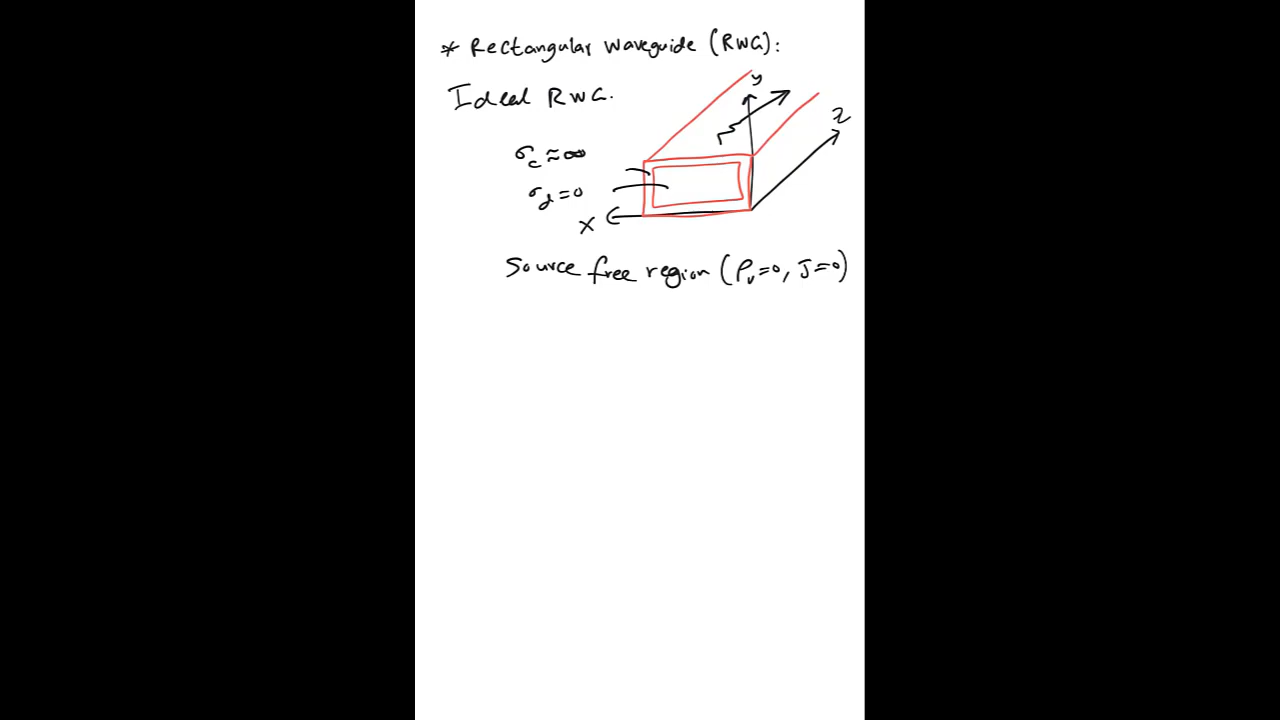 * Rectangular Waveguide (RWG):
Ideal RWG.
y
z
σc ≈ ∞
σd = 0
x
Source free region (ρv=0, J=0)